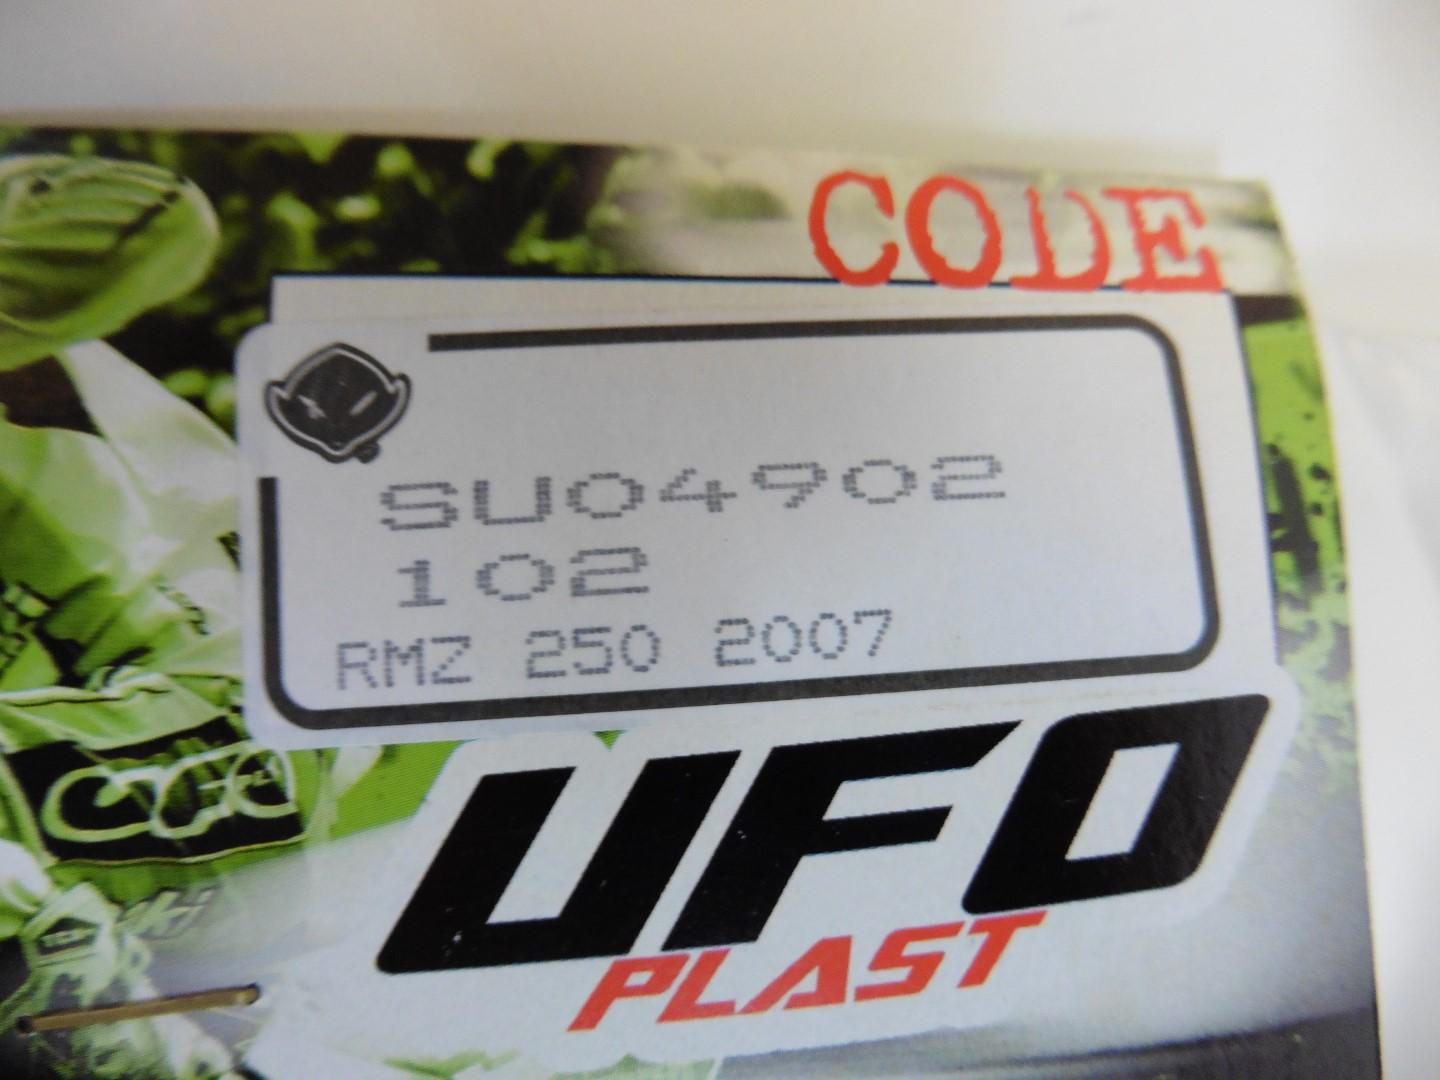 CODE
SU04902
102
RMZ 250 2007
UFO
PLAST